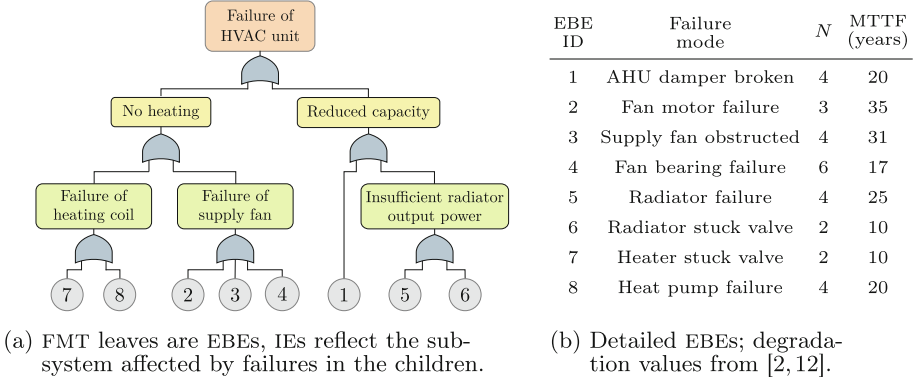 Failure of
HVAC unit
No heating
Reduced capacity
Failure of
heating coil
Failure of
supply fan
Insufficient radiator
output power
7 8 2 3 4 1 5 6
(a) FMT leaves are EBEs, IEs reflect the sub-
system affected by failures in the children.
EBE ID Failure mode N MTTF (years)
1 AHU damper broken 4 20
2 Fan motor failure 3 35
3 Supply fan obstructed 4 31
4 Fan bearing failure 6 17
5 Radiator failure 4 25
6 Radiator stuck valve 2 10
7 Heater stuck valve 2 10
8 Heat pump failure 4 20
(b) Detailed EBEs; degrada-
tion values from [2, 12].